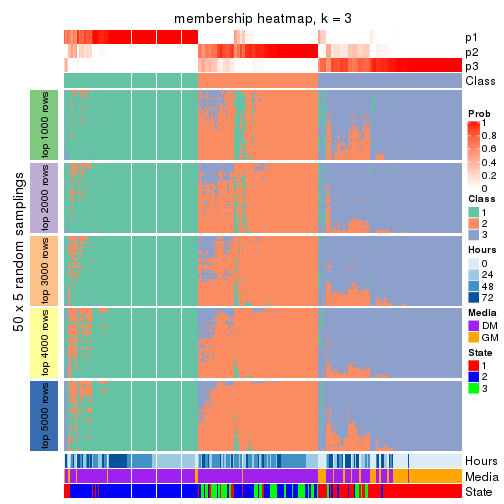 membership heatmap, k = 3
p1
p2
p3
Class
50 x 5 random samplings
top 1000 rows
top 2000 rows
top 3000 rows
top 4000 rows
top 5000 rows
Hours
Media
State
Prob
1
0.8
0.6
0.4
0.2
0
Class
1
2
3
Hours
0
24
48
72
Media
DM
GM
State
1
2
3